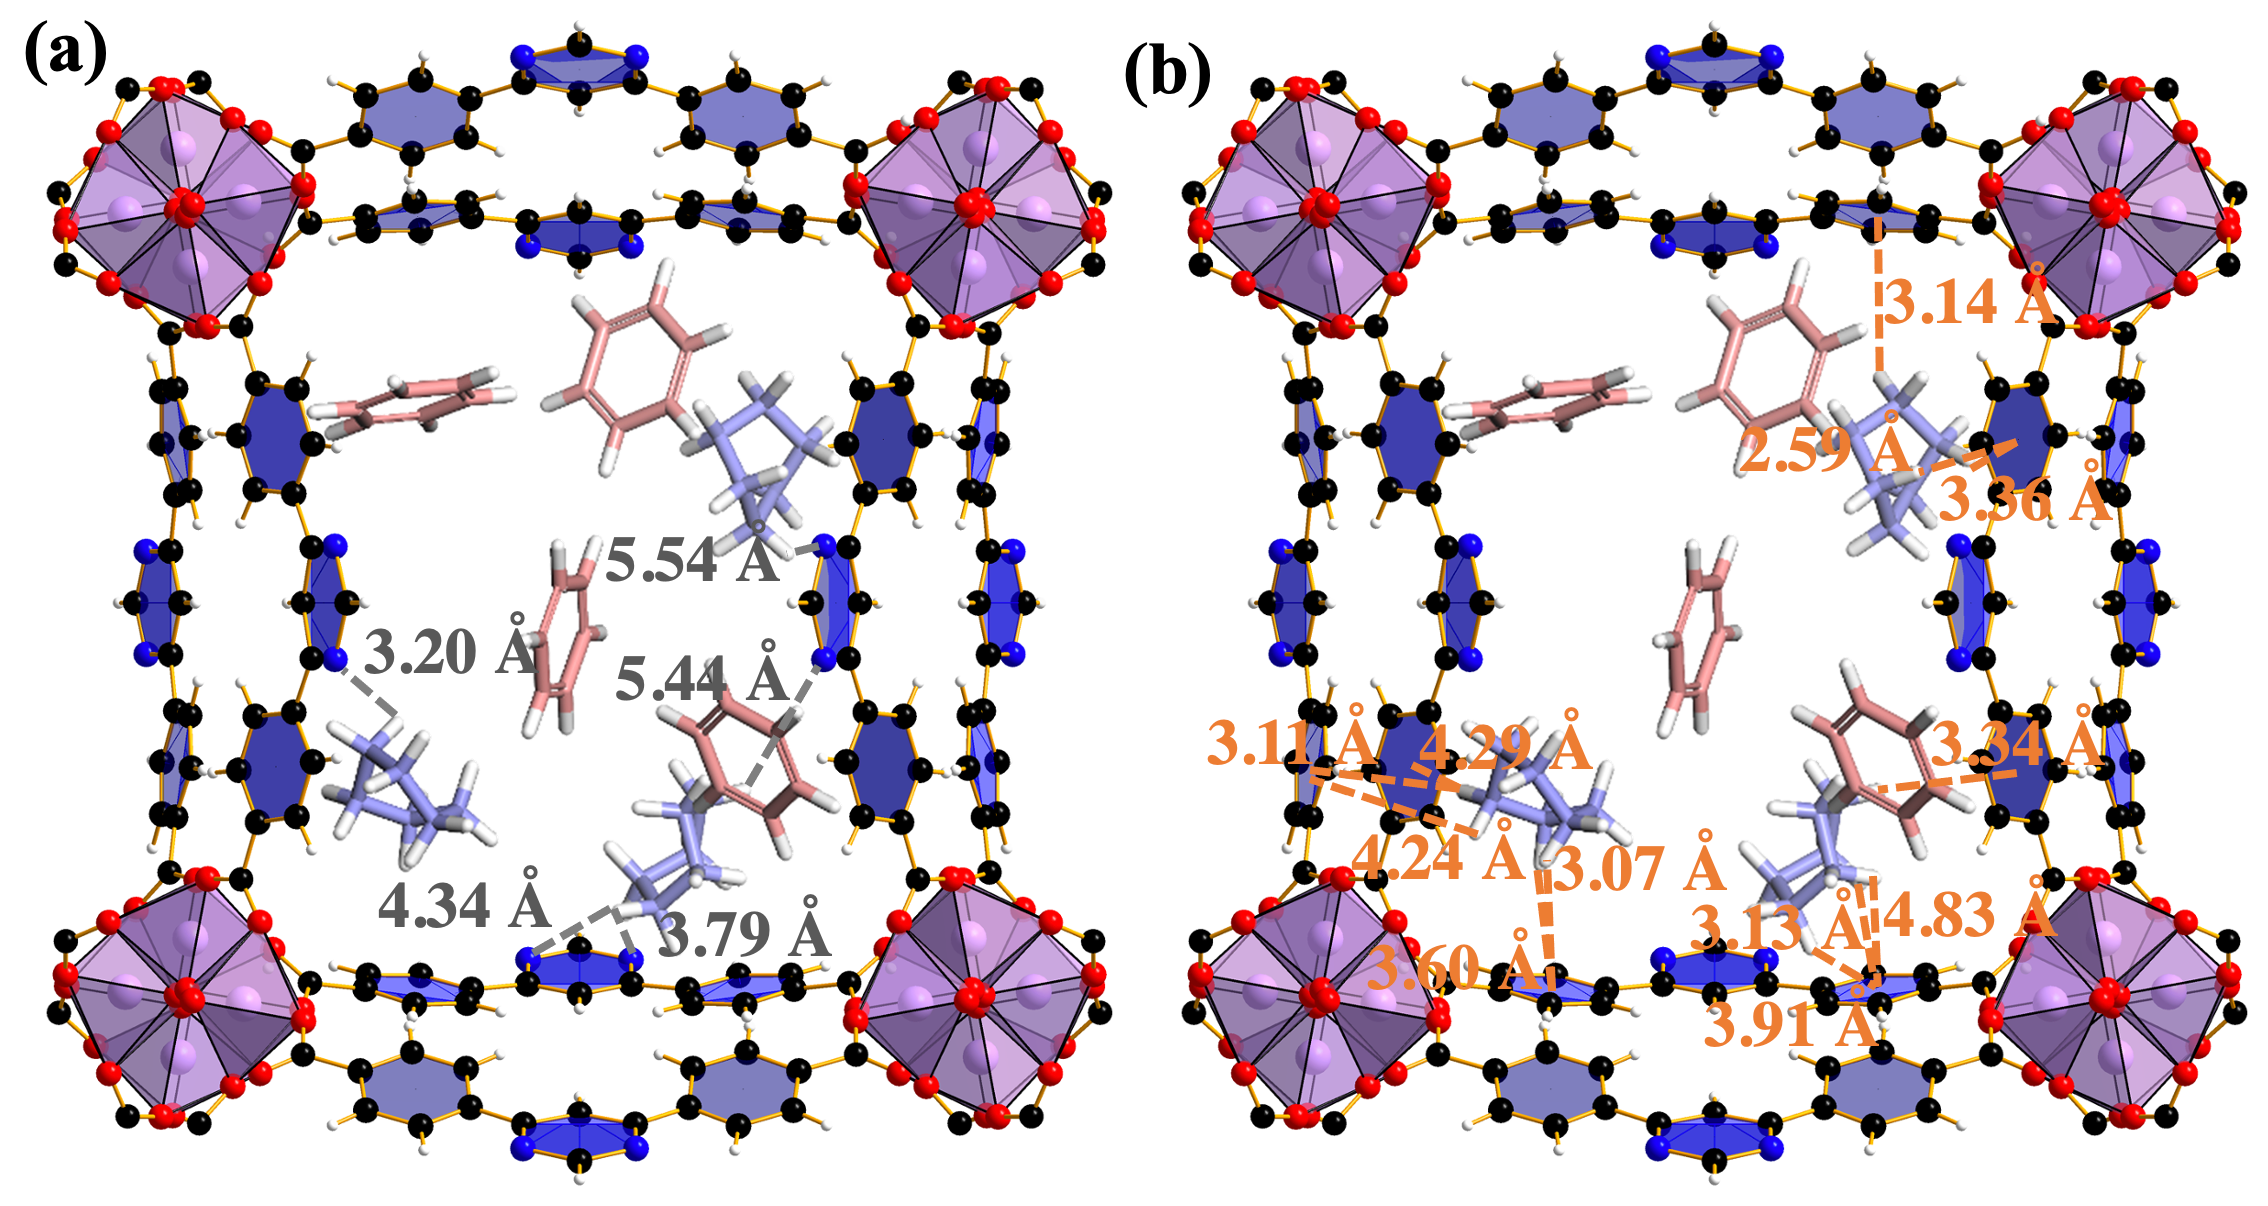 (a)
5.54 Å
3.20 Å
5.44 Å
4.34 Å
3.79 Å
(b)
3.14 Å
2.59 Å
3.36 Å
3.11 Å
4.29 Å
3.34 Å
4.24 Å
3.07 Å
3.13 Å
4.83 Å
3.60 Å
3.91 Å